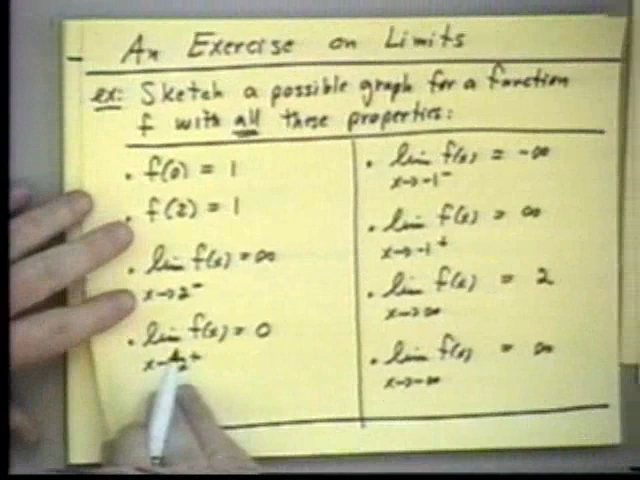 An Exercise on Limits
ex: Sketch a possible graph for a function
f with all these properties:
• f(0) = 1
• f(2) = 1
• lim f(x) = ∞
x→2⁻
• lim f(x) = 0
x→2⁺
• lim f(x) = -∞
x→-1⁻
• lim f(x) = ∞
x→-1⁺
• lim f(x) = 2
x→∞
• lim f(x) = ∞
x→-∞